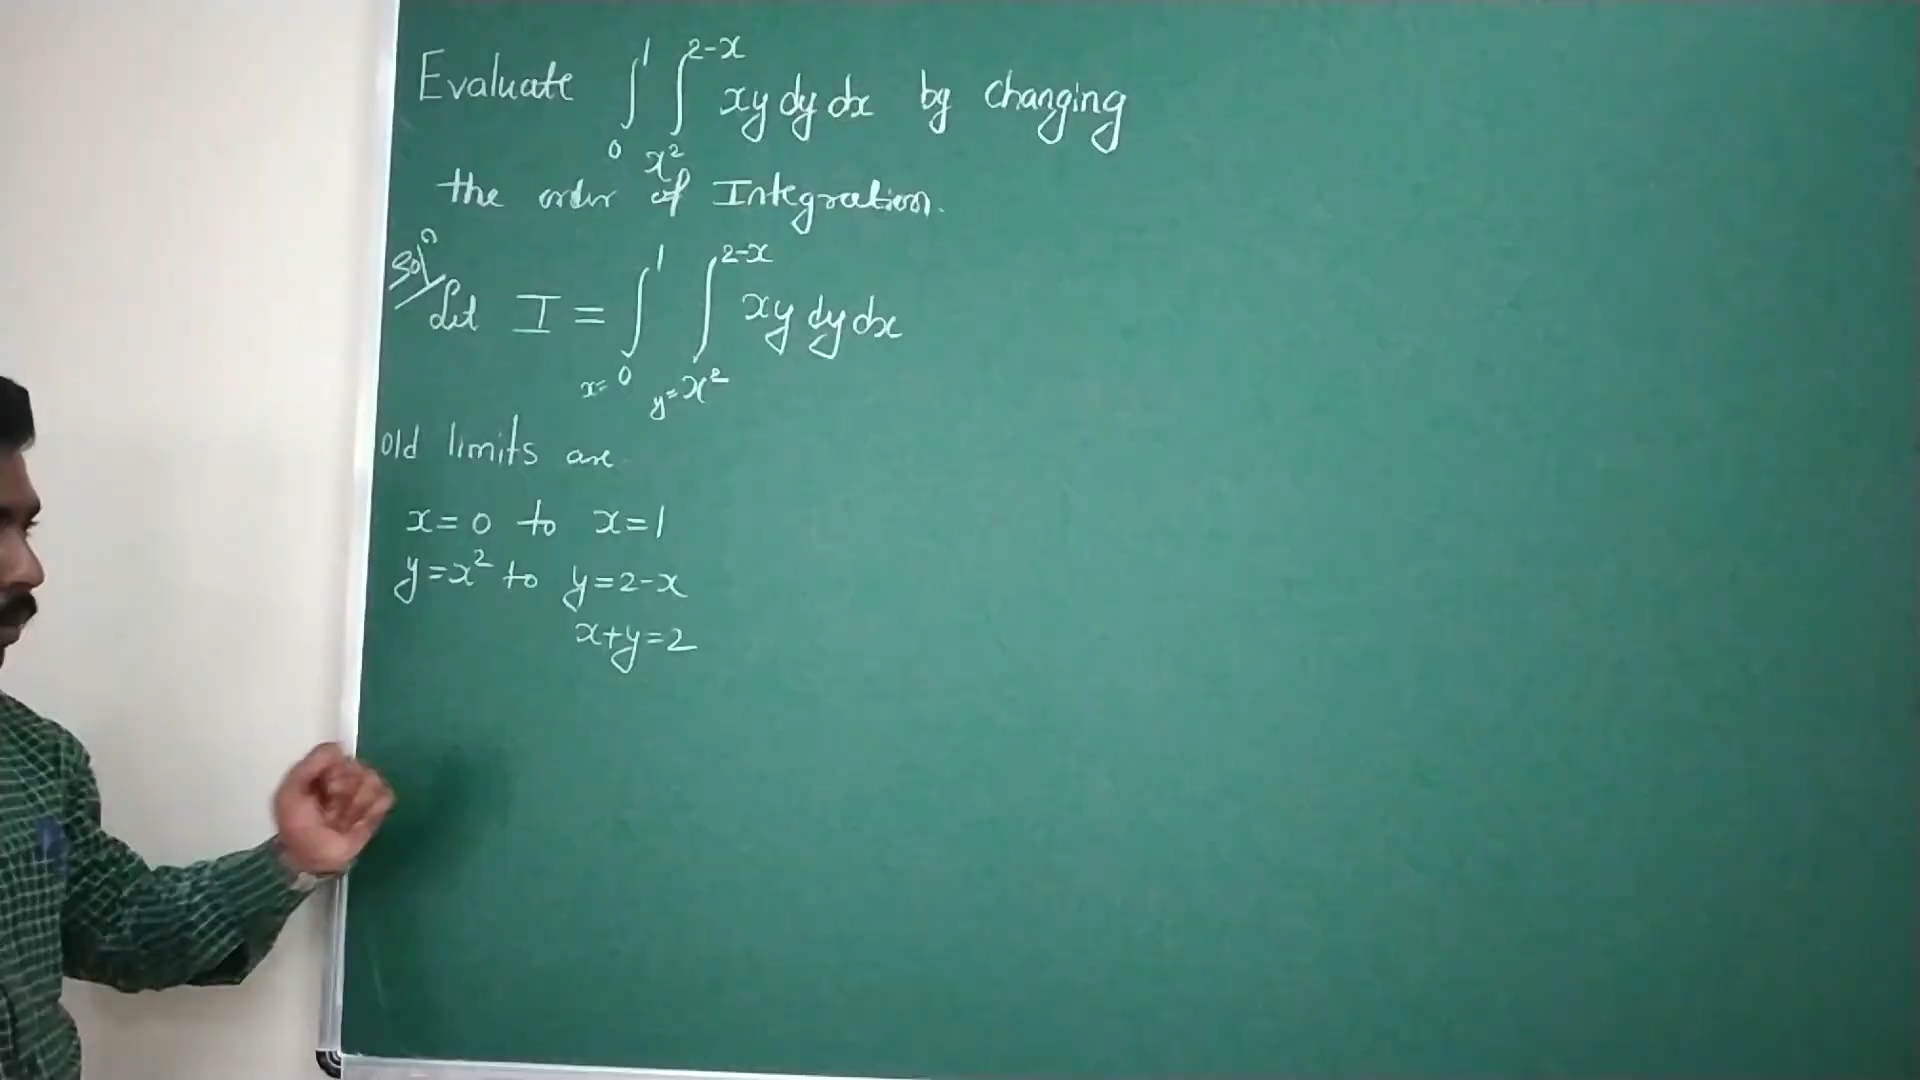 Evaluate ∫₀¹ ∫ₓ²^{2-x} xy dy dx by changing
the order of Integration.
Solⁿ
Let I = ∫_{x=0}^{1} ∫_{y=x²}^{2-x} xy dy dx
old limits are
x=0 to x=1
y=x² to y=2-x
x+y=2